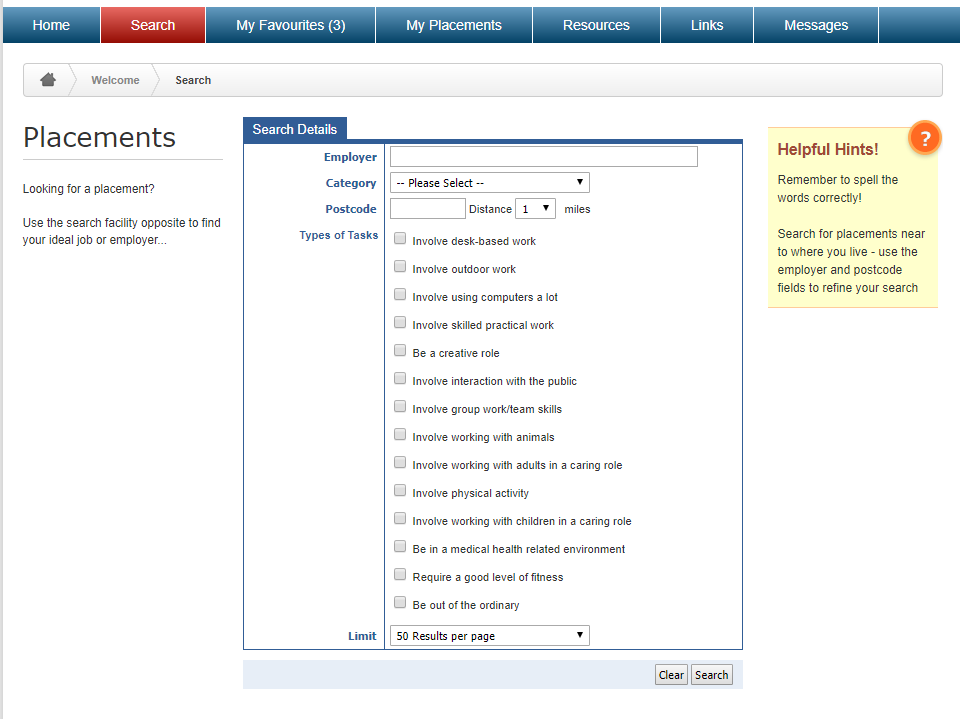 Home Search My Favourites (3) My Placements Resources Links Messages
Welcome Search
Placements
Looking for a placement?
Use the search facility opposite to find
your ideal job or employer...
Search Details
Employer
Category -- Please Select --
Postcode Distance 1 miles
Types of Tasks
Involve desk-based work
Involve outdoor work
Involve using computers a lot
Involve skilled practical work
Be a creative role
Involve interaction with the public
Involve group work/team skills
Involve working with animals
Involve working with adults in a caring role
Involve physical activity
Involve working with children in a caring role
Be in a medical health related environment
Require a good level of fitness
Be out of the ordinary
Limit 50 Results per page
Clear Search
?
Helpful Hints!
Remember to spell the
words correctly!
Search for placements near
to where you live - use the
employer and postcode
fields to refine your search